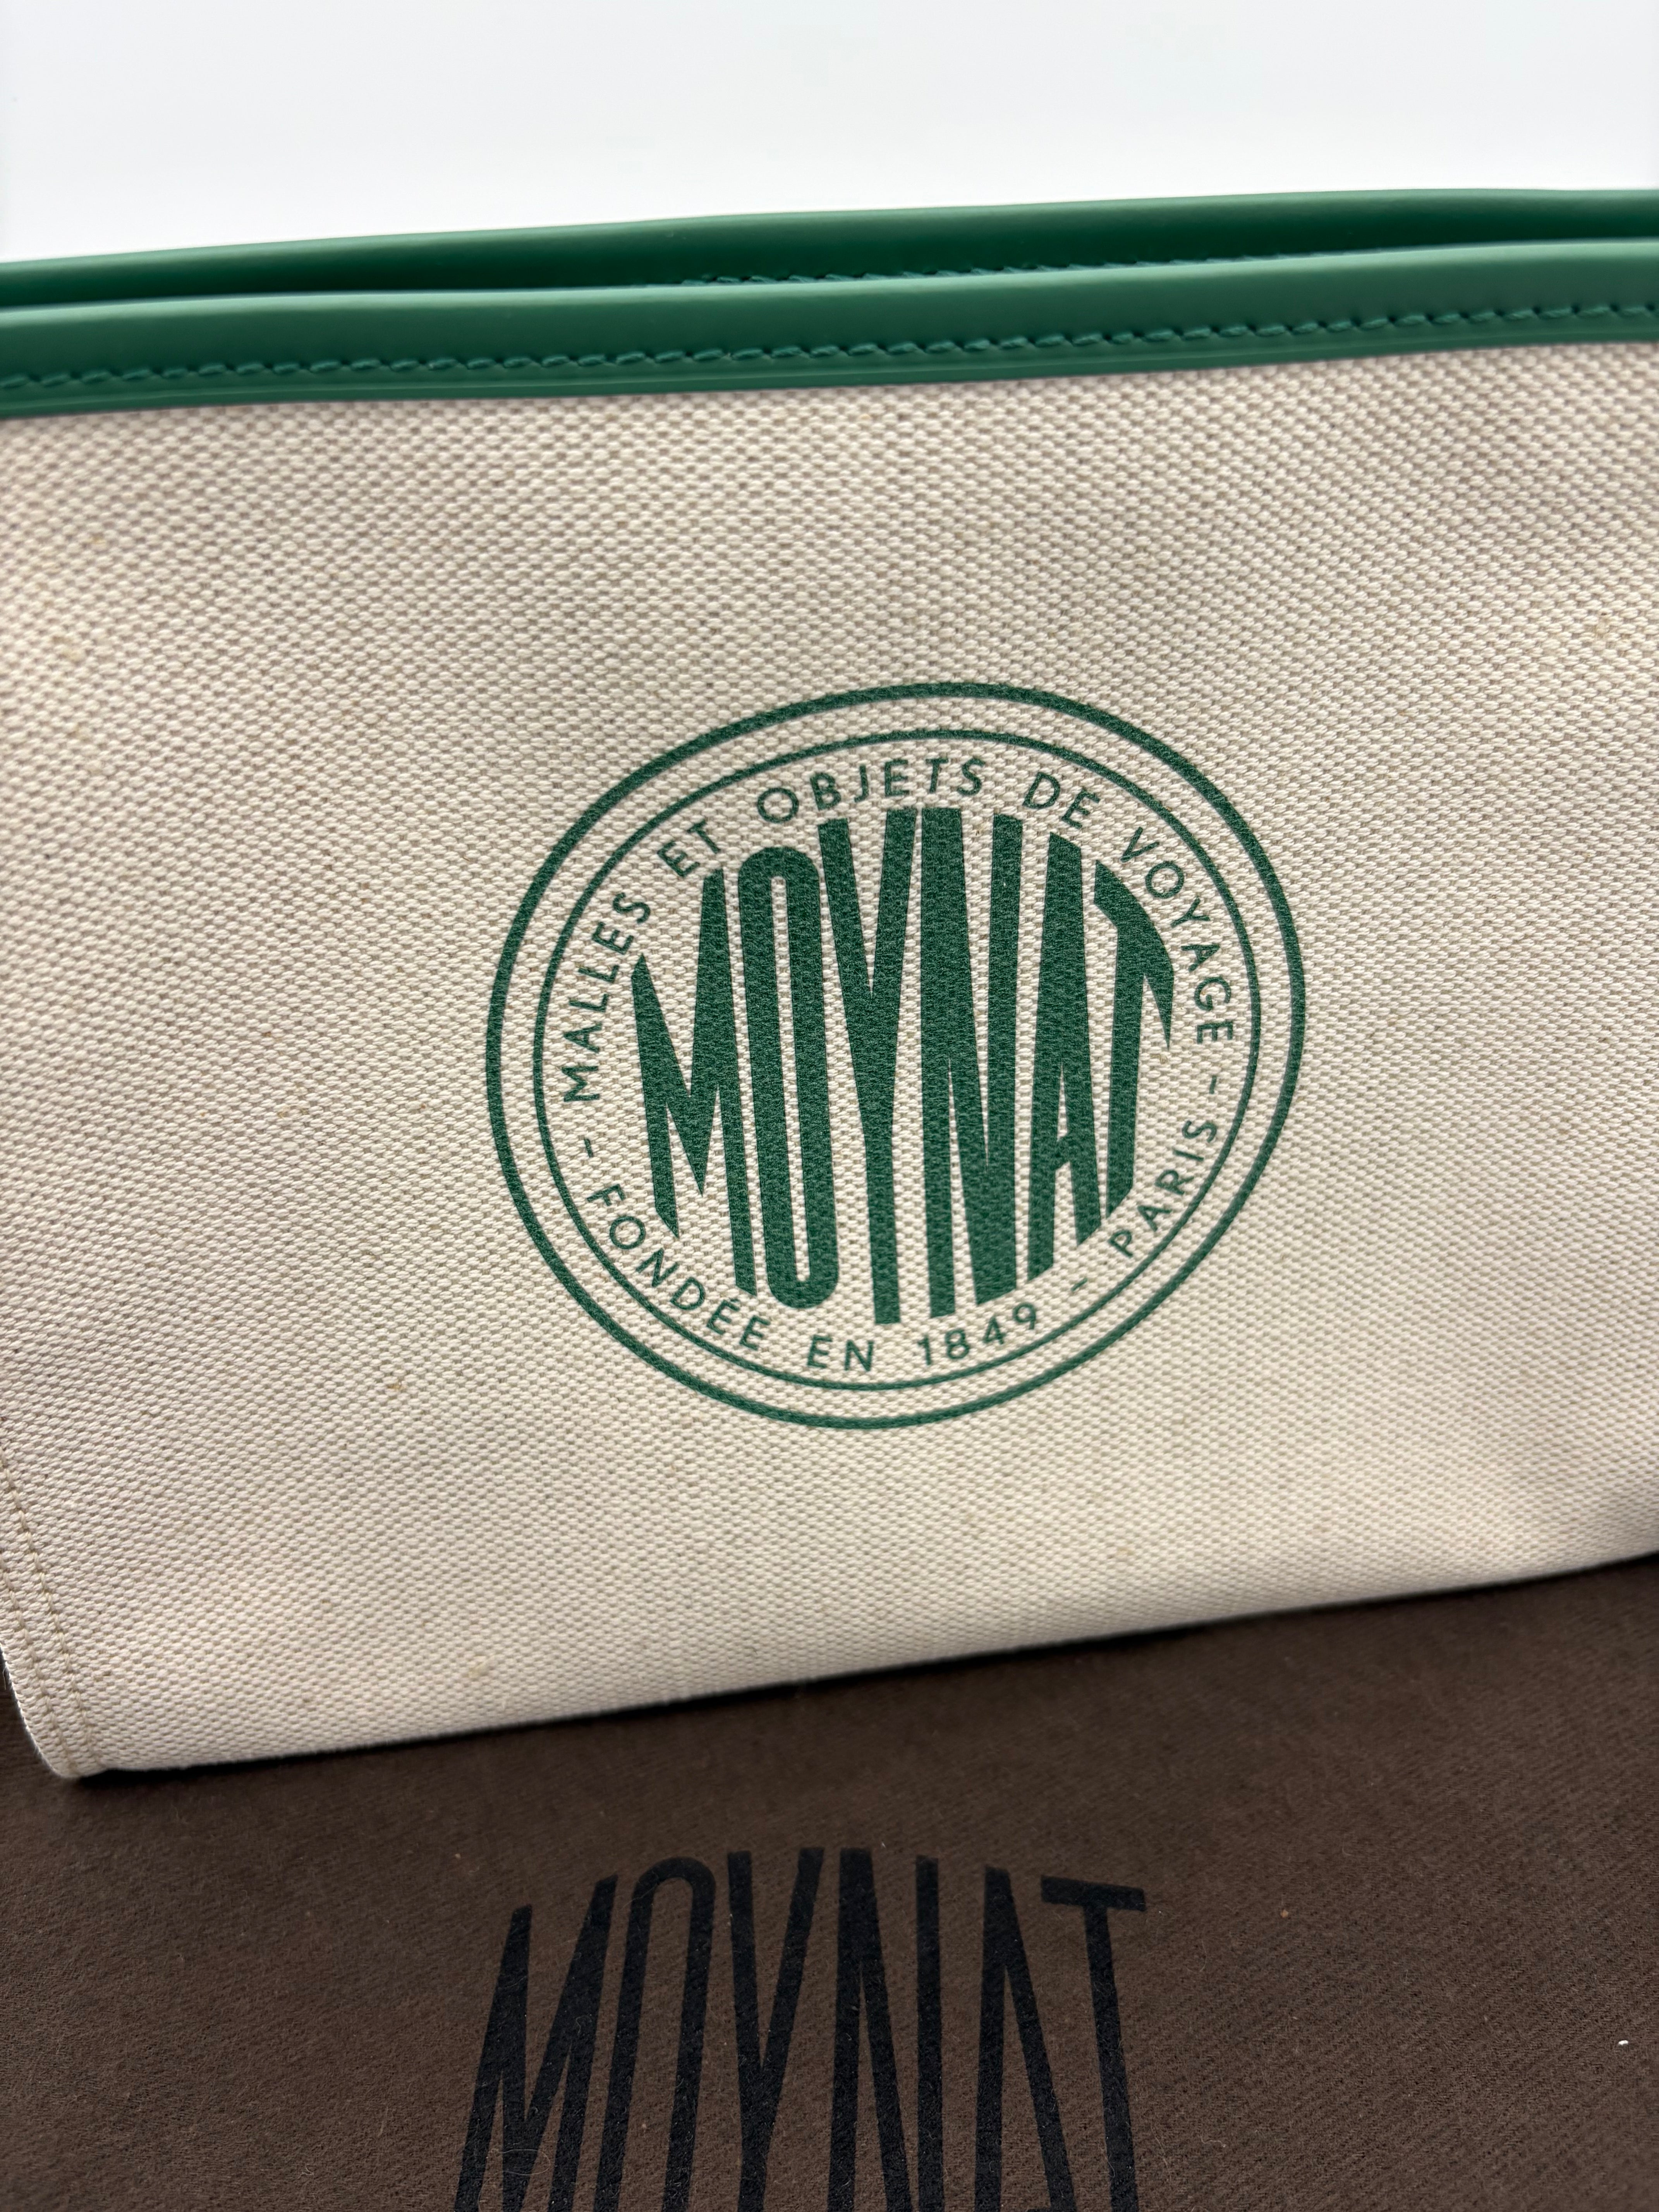 - MALLES ET OBJETS DE VOYAGE - PARIS
MOYNAT
FONDÉE EN 1849 -
MOYNAT